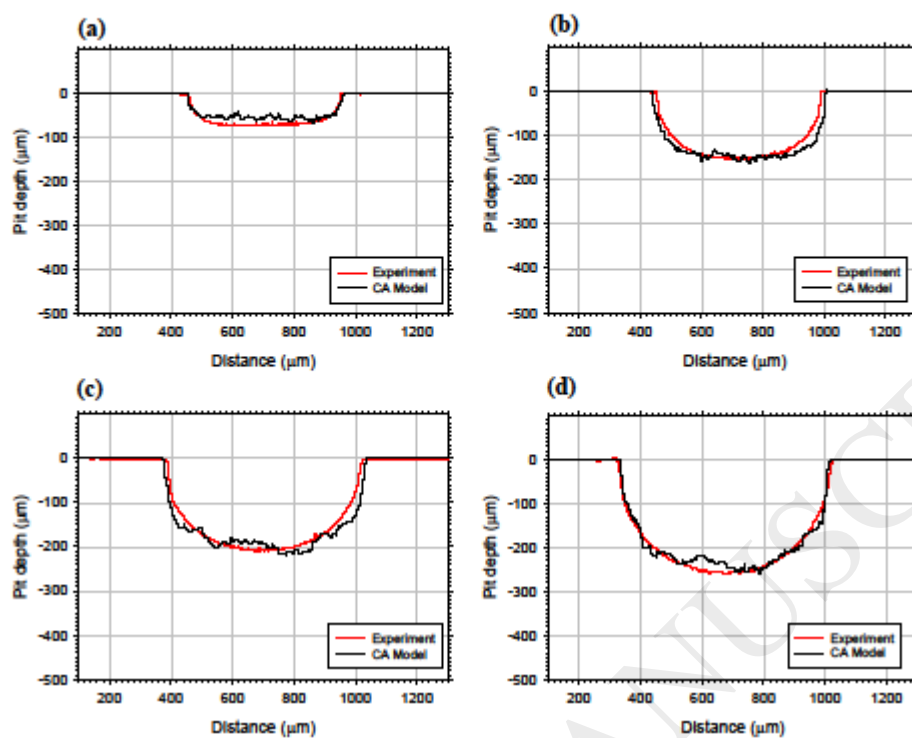 (a)
0
-100
-200
-300
-400
-500
Pit depth (μm)
200 400 600 800 1000 1200
Distance (μm)
Experiment
CA Model
(b)
0
-100
-200
-300
-400
-500
Pit depth (μm)
200 400 600 800 1000 1200
Distance (μm)
Experiment
CA Model
(c)
0
-100
-200
-300
-400
-500
Pit depth (μm)
200 400 600 800 1000 1200
Distance (μm)
Experiment
CA Model
(d)
0
-100
-200
-300
-400
-500
Pit depth (μm)
200 400 600 800 1000 1200
Distance (μm)
Experiment
CA Model